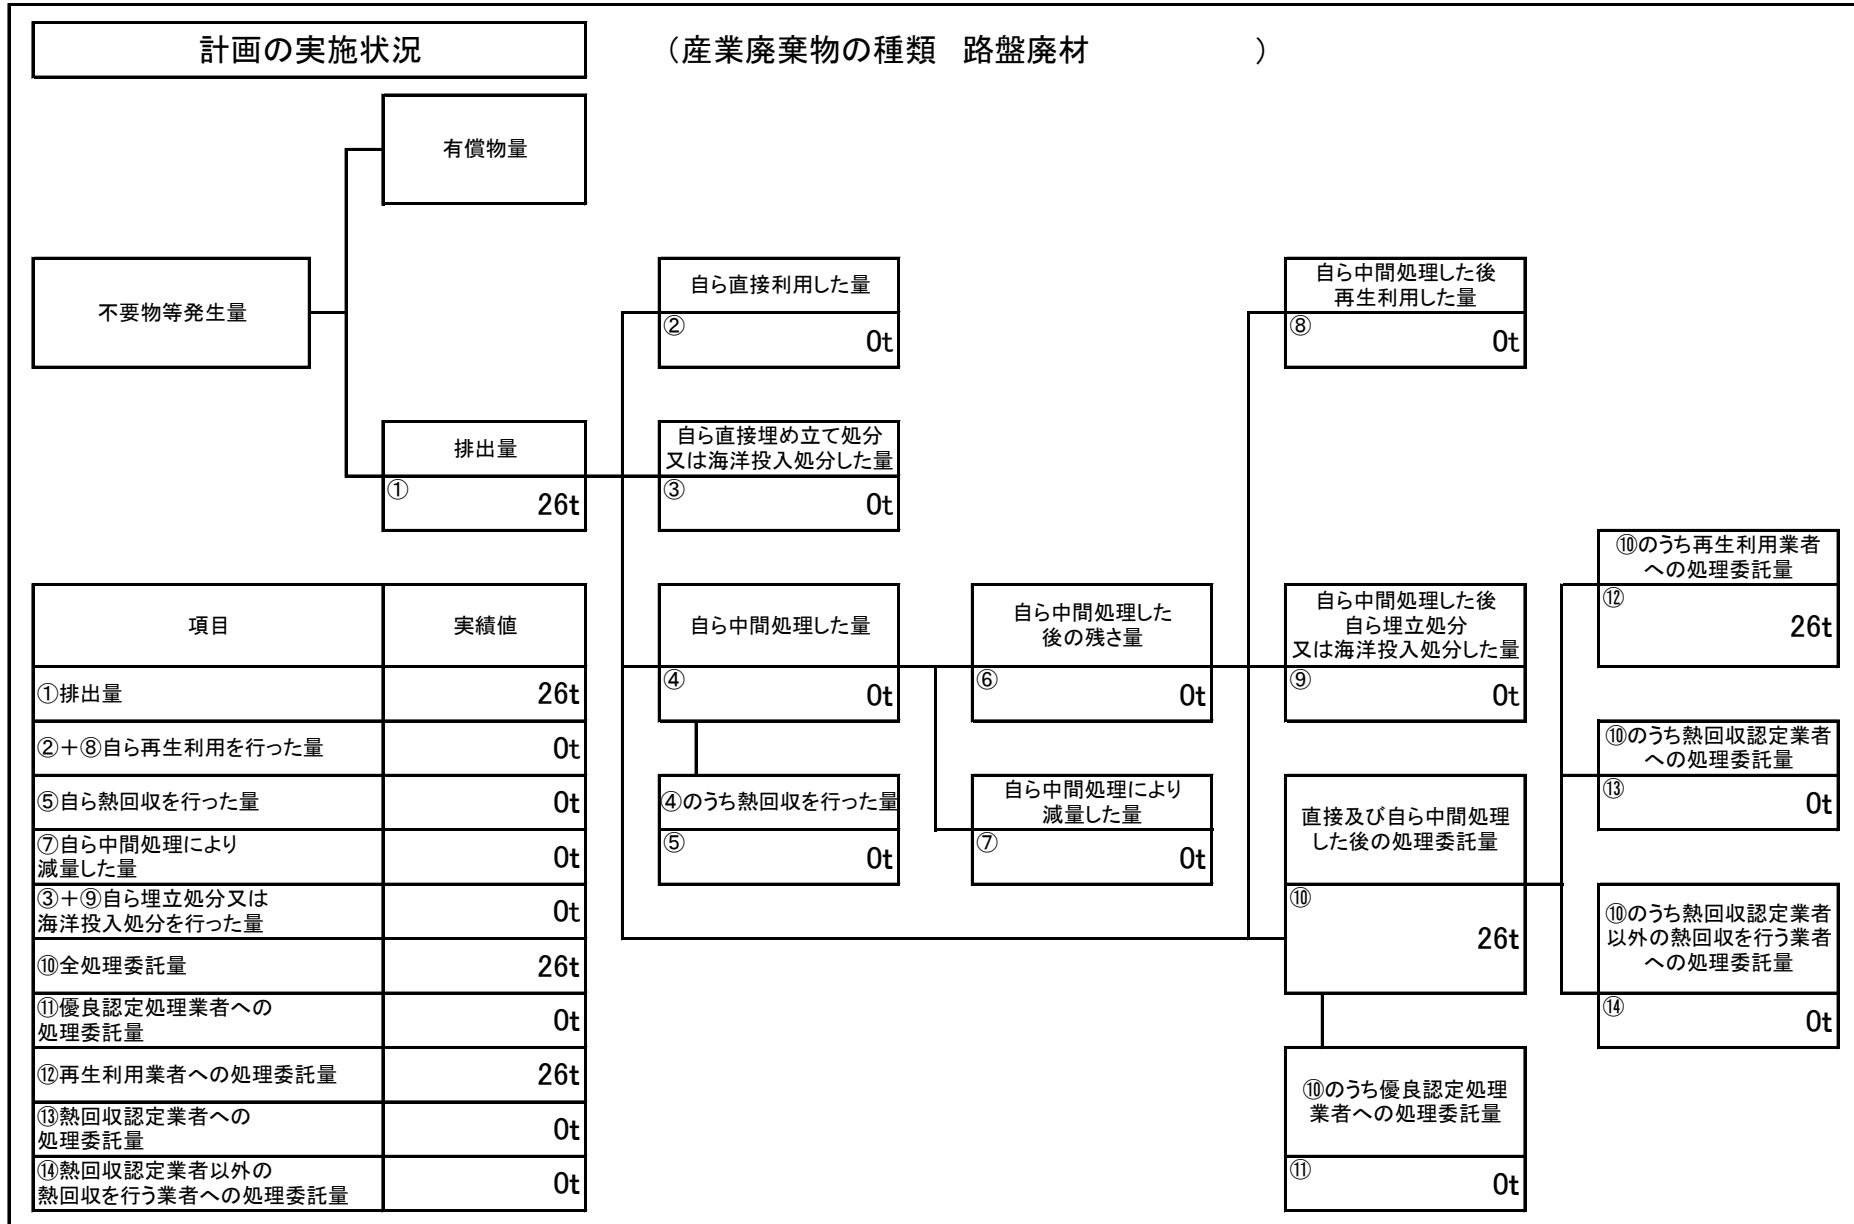 計画の実施状況
（産業廃棄物の種類　路盤廃材　　　　　）
有償物量
不要物等発生量
自ら直接利用した量
②
0t
自ら中間処理した後
再生利用した量
⑧
0t
排出量
①
26t
自ら直接埋め立て処分
又は海洋投入処分した量
③
0t
⑩のうち再生利用業者
への処理委託量
⑫
26t
自ら中間処理した量
④
0t
自ら中間処理した
後の残さ量
⑥
0t
自ら中間処理した後
自ら埋立処分
又は海洋投入処分した量
⑨
0t
⑩のうち熱回収認定業者
への処理委託量
⑬
0t
④のうち熱回収を行った量
⑤
0t
自ら中間処理により
減量した量
⑦
0t
直接及び自ら中間処理
した後の処理委託量
⑩
26t
⑩のうち熱回収認定業者
以外の熱回収を行う業者
への処理委託量
⑭
0t
⑩のうち優良認定処理
業者への処理委託量
⑪
0t
項目
実績値
①排出量
26t
②＋⑧自ら再生利用を行った量
0t
⑤自ら熱回収を行った量
0t
⑦自ら中間処理により
減量した量
0t
③＋⑨自ら埋立処分又は
海洋投入処分を行った量
0t
⑩全処理委託量
26t
⑪優良認定処理業者への
処理委託量
0t
⑫再生利用業者への処理委託量
26t
⑬熱回収認定業者への
処理委託量
0t
⑭熱回収認定業者以外の
熱回収を行う業者への処理委託量
0t